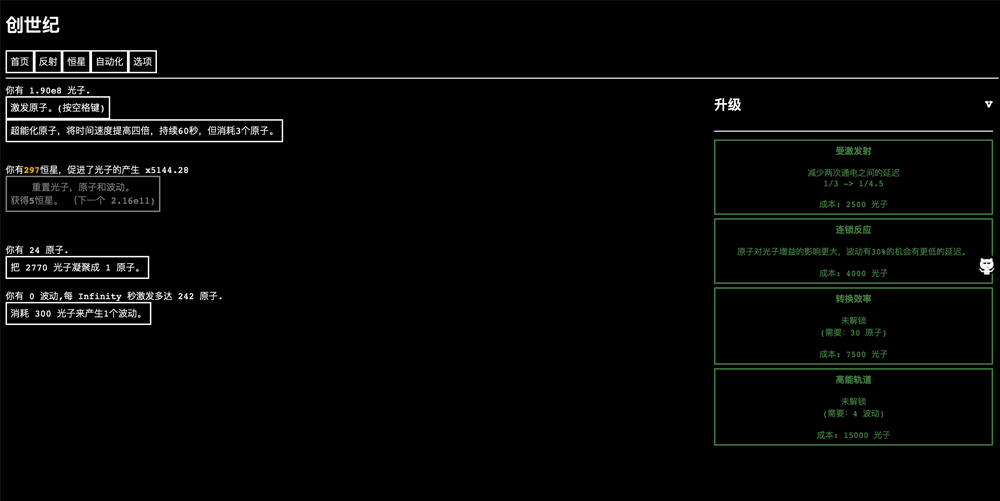 创世纪
首页 反射 恒星 自动化 选项
你有 1.90e8 光子.
激发原子。(按空格键)
超能化原子, 将时间速度提高四倍, 持续60秒, 但消耗3个原子。
你有297恒星, 促进了光子的产生 x5144.28
重置光子, 原子和波动。
获得5恒星。 (下一个 2.16e11)
你有 24 原子.
把 2770 光子凝聚成 1 原子。
你有 0 波动,每 Infinity 秒激发多达 242 原子.
消耗 300 光子来产生1个波动。
升级 ▽
受激发射
减少两次通电之间的延迟
1/3 -> 1/4.5
成本: 2500 光子
连锁反应
原子对光子增益的影响更大, 波动有30%的机会有更低的延迟。
成本: 4000 光子
转换效率
未解锁
(需要: 30 原子)
成本: 7500 光子
高能轨道
未解锁
(需要: 4 波动)
成本: 15000 光子